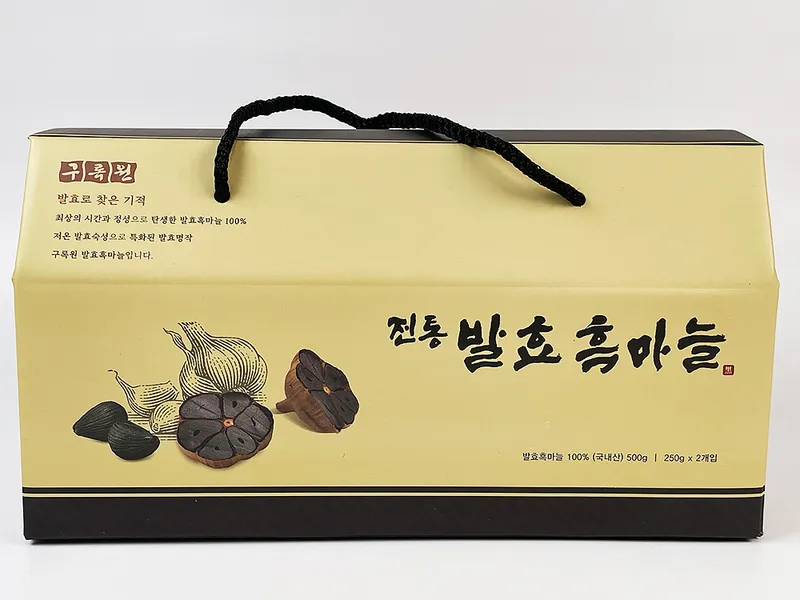 구록원
발효로 찾은 기적
최상의 시간과 정성으로 탄생한 발효흑마늘 100%
저온 발효숙성으로 특화된 발효명작
구록원 발효흑마늘입니다.
전통 발효 흑마늘
발효흑마늘 100% (국내산) 500g | 250g x 2개입